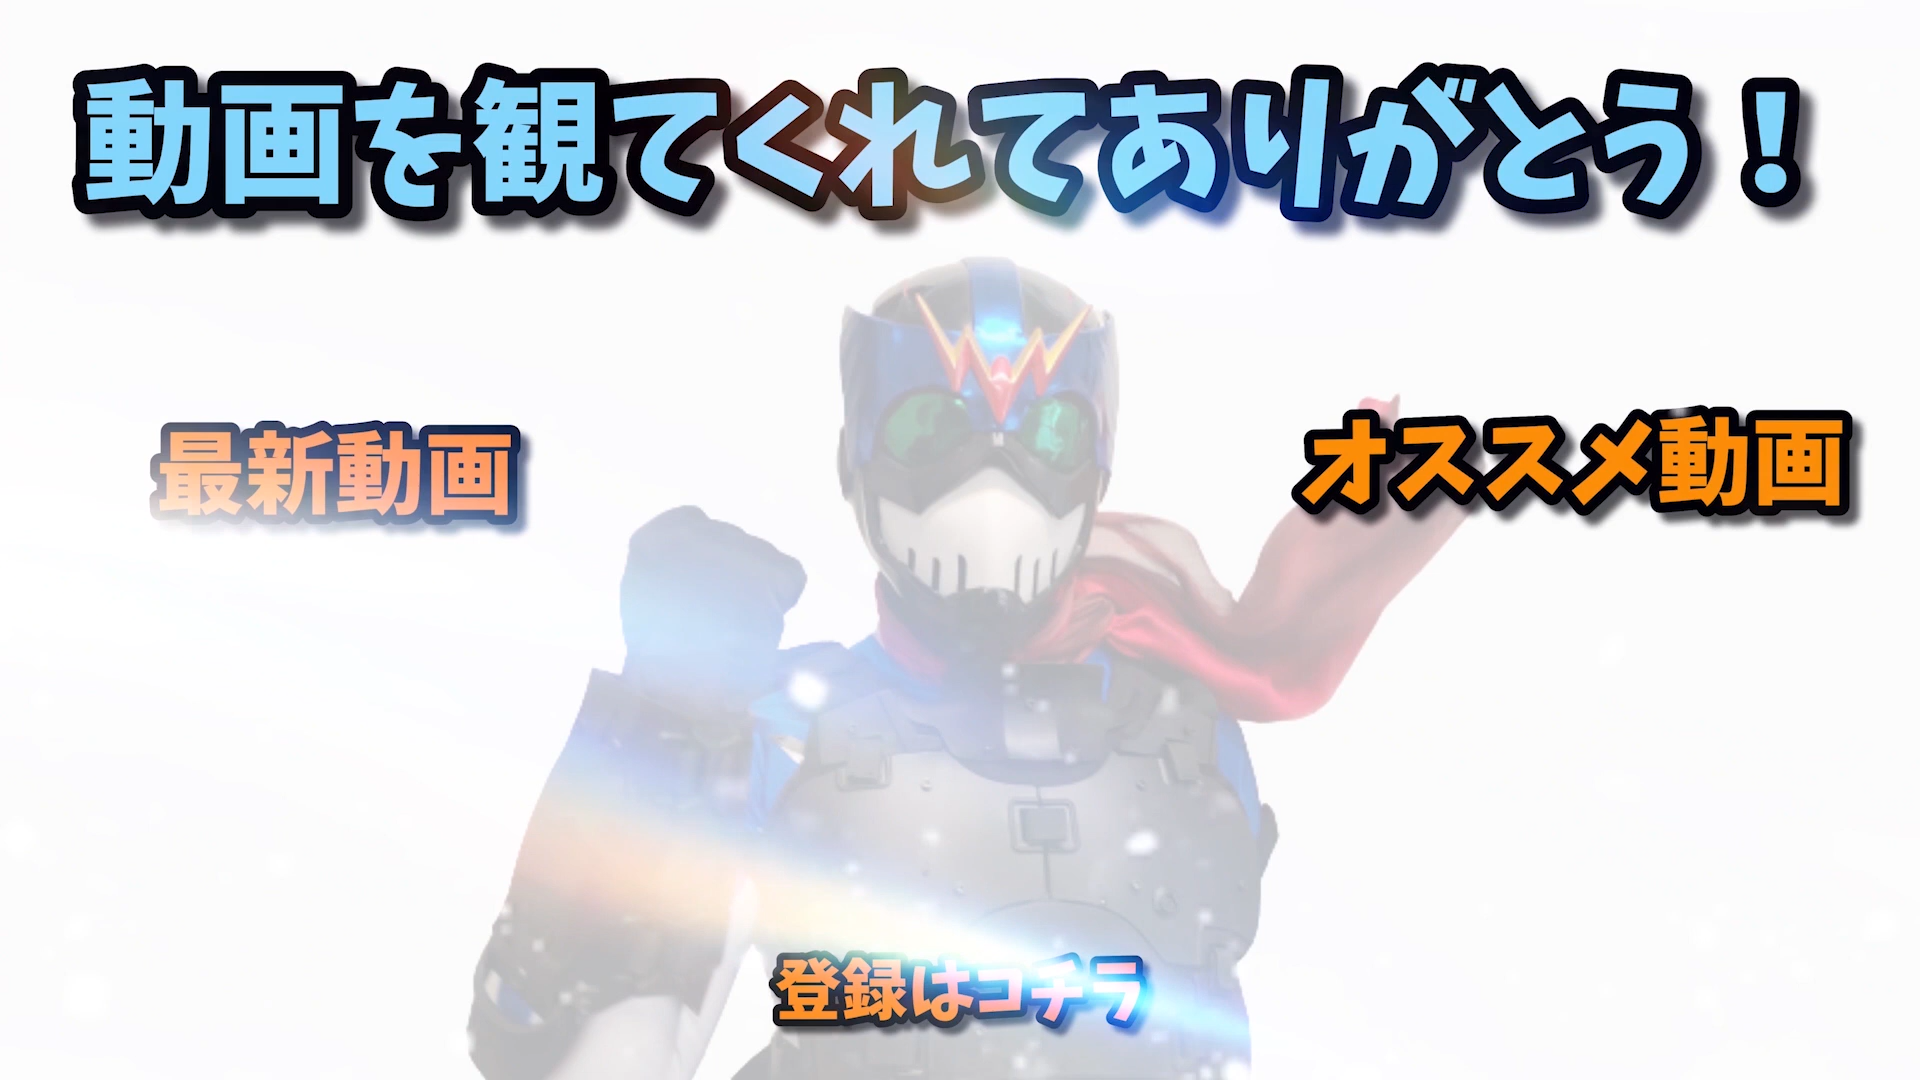 動画を観てくれてありがとう！
最新動画
オススメ動画
登録はコチラ